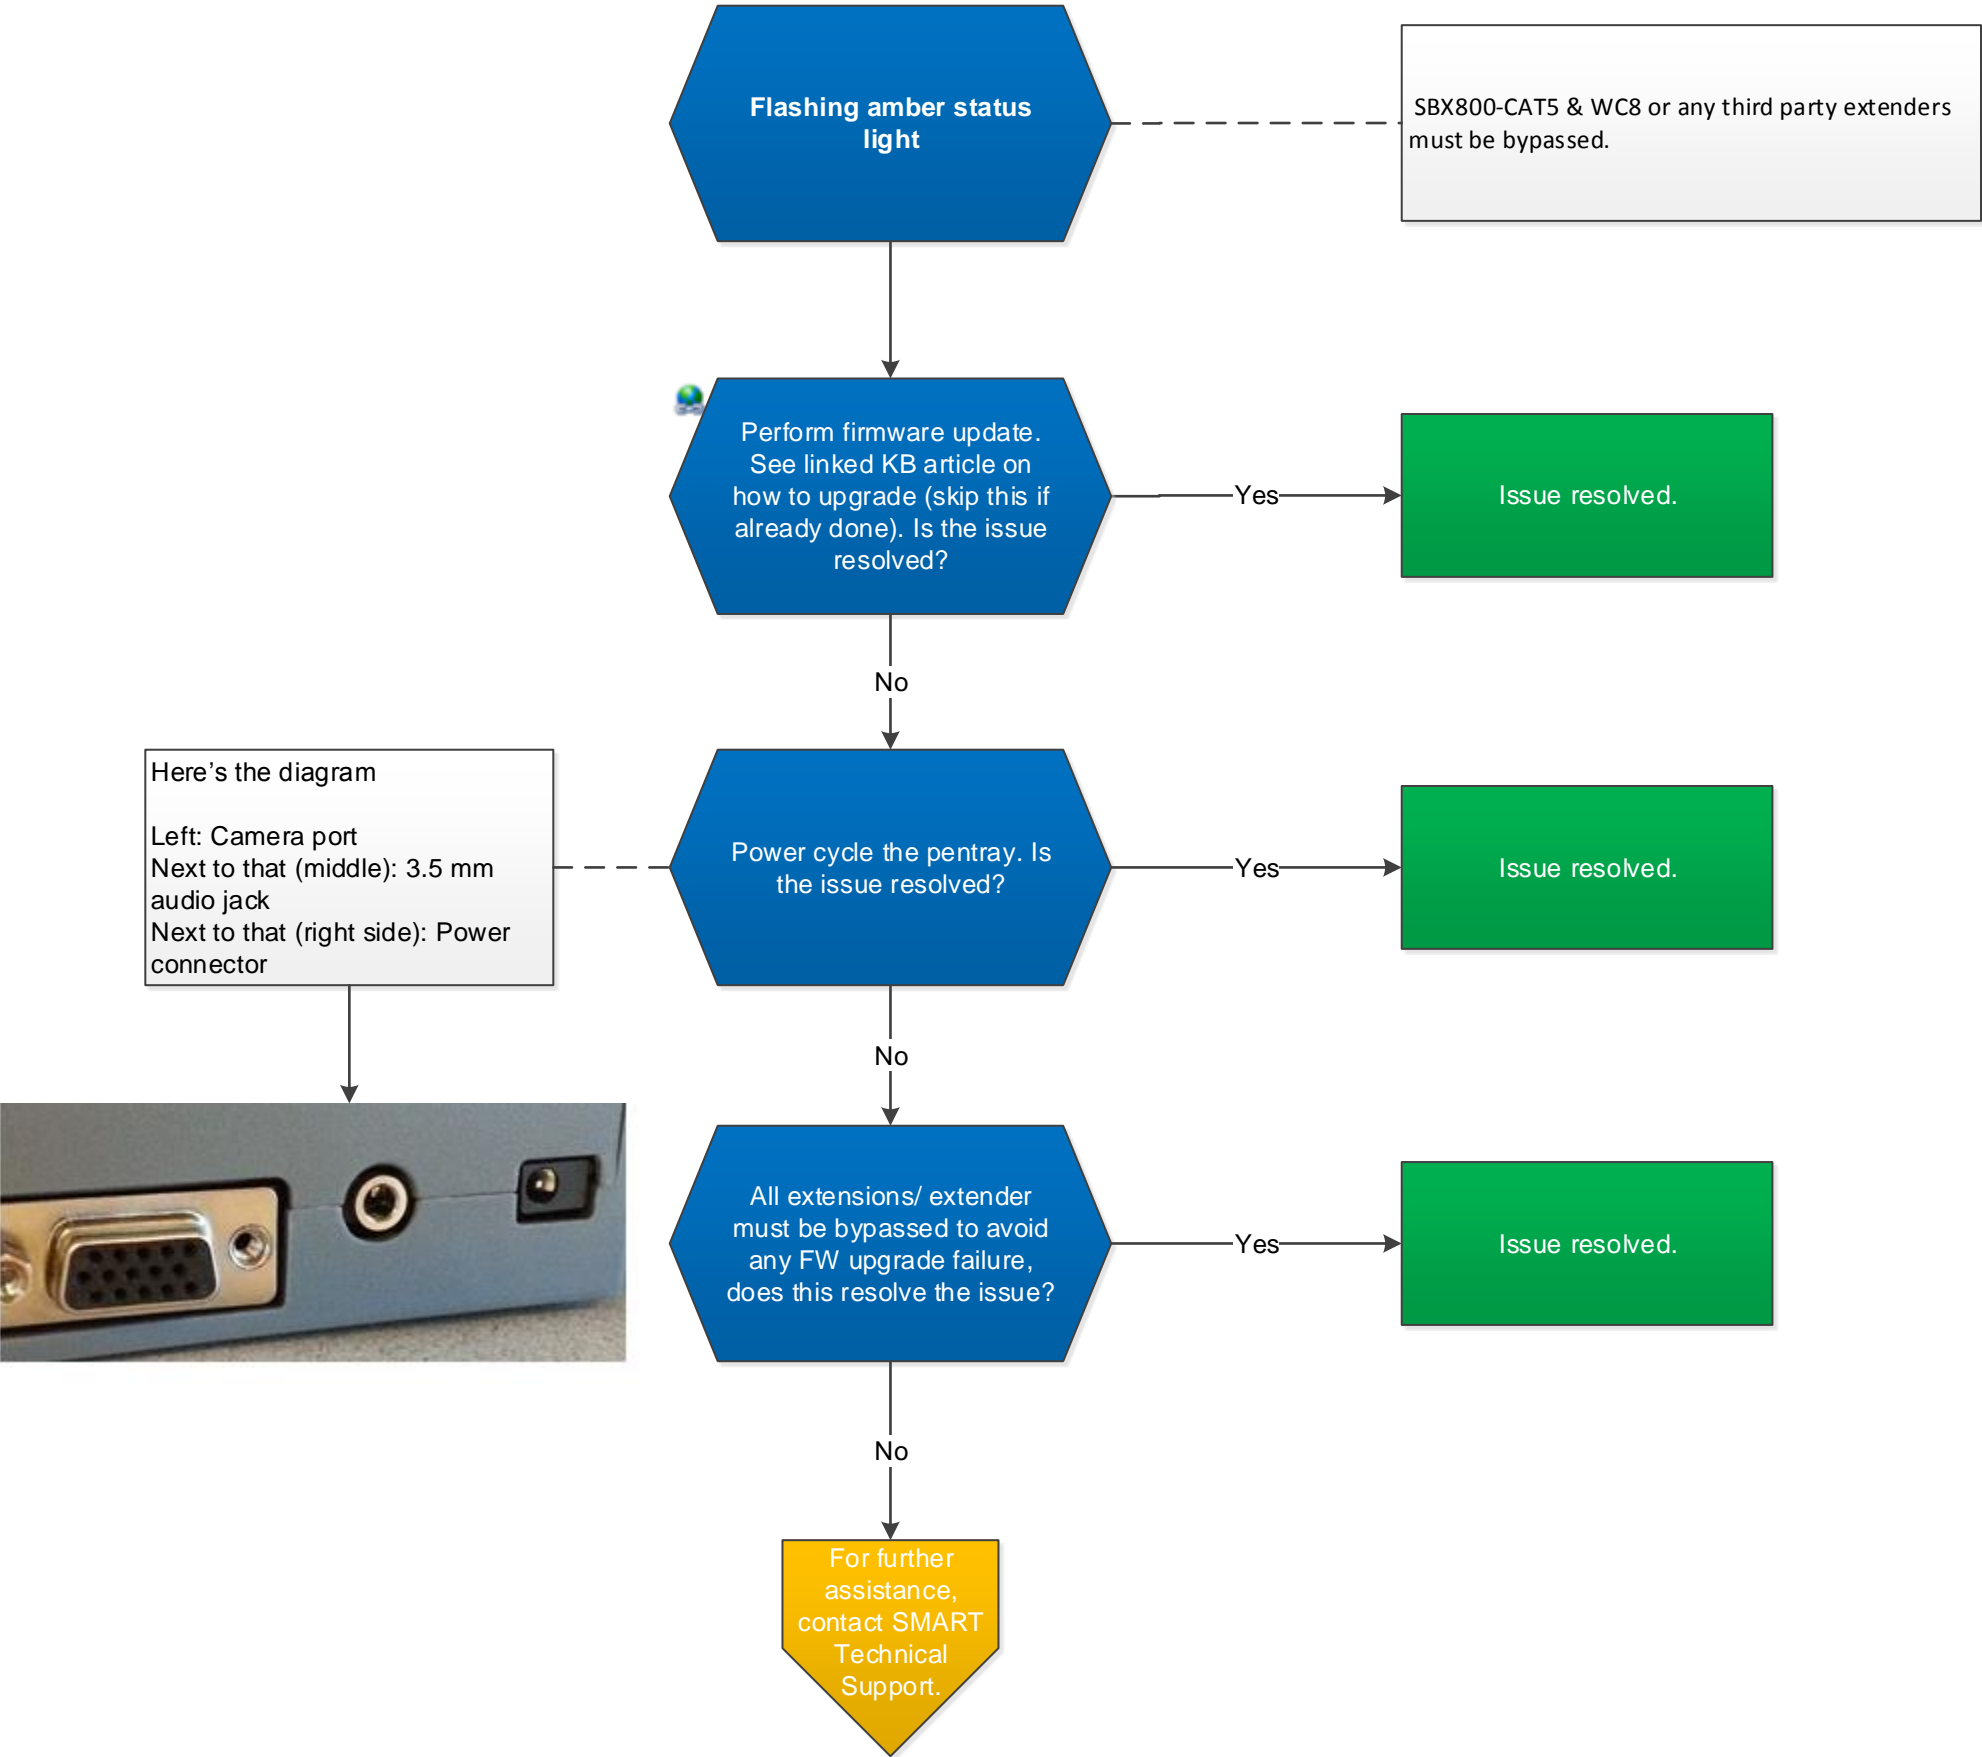 Flashing amber status
light
SBX800-CAT5 & WC8 or any third party extenders
must be bypassed.
Perform firmware update.
See linked KB article on
how to upgrade (skip this if
already done). Is the issue
resolved?
Yes
Issue resolved.
No
Here’s the diagram
Left: Camera port
Next to that (middle): 3.5 mm
audio jack
Next to that (right side): Power
connector
Power cycle the pentray. Is
the issue resolved?
Yes
Issue resolved.
No
All extensions/ extender
must be bypassed to avoid
any FW upgrade failure,
does this resolve the issue?
Yes
Issue resolved.
No
For further
assistance,
contact SMART
Technical
Support.